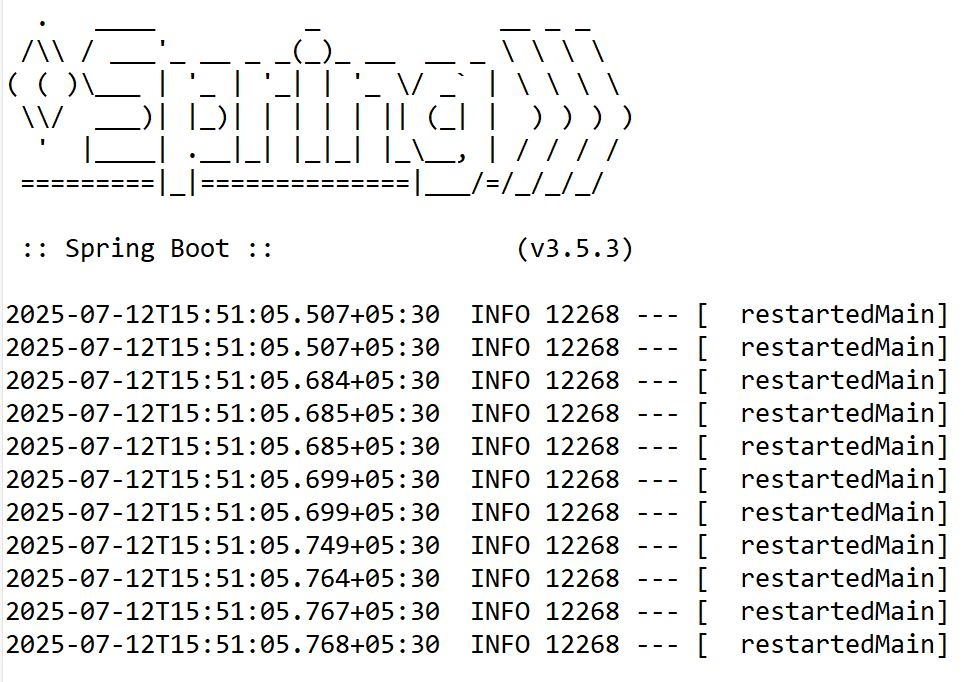 .   ____          _            __ _ _
 /\\ / ___'_ __ _ _(_)_ __  __ _ \ \ \ \
( ( )\___ | '_ | '_| | '_ \/ _` | \ \ \ \
 \\/  ___)| |_)| | | | | || (_| |  ) ) ) )
  '  |____| .__|_| |_|_| |_\__, | / / / /
 =========|_|==============|___/=/_/_/_/

 :: Spring Boot ::                (v3.5.3)

2025-07-12T15:51:05.507+05:30  INFO 12268 --- [  restartedMain]
2025-07-12T15:51:05.507+05:30  INFO 12268 --- [  restartedMain]
2025-07-12T15:51:05.684+05:30  INFO 12268 --- [  restartedMain]
2025-07-12T15:51:05.685+05:30  INFO 12268 --- [  restartedMain]
2025-07-12T15:51:05.685+05:30  INFO 12268 --- [  restartedMain]
2025-07-12T15:51:05.699+05:30  INFO 12268 --- [  restartedMain]
2025-07-12T15:51:05.699+05:30  INFO 12268 --- [  restartedMain]
2025-07-12T15:51:05.749+05:30  INFO 12268 --- [  restartedMain]
2025-07-12T15:51:05.764+05:30  INFO 12268 --- [  restartedMain]
2025-07-12T15:51:05.767+05:30  INFO 12268 --- [  restartedMain]
2025-07-12T15:51:05.768+05:30  INFO 12268 --- [  restartedMain]